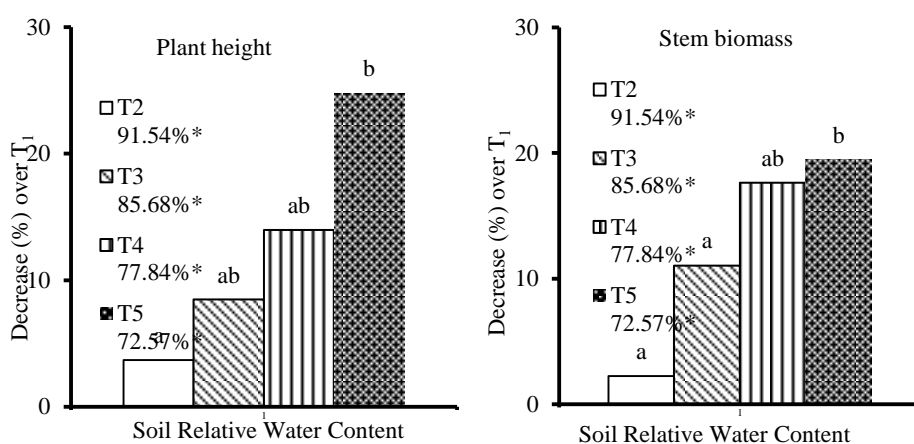 Plant height
30
20
10
0
Decrease (%) over T1
T2
91.54%*
T3
85.68%*
T4
77.84%*
T5
72.57%*
a
ab
ab
b
1
Soil Relative Water Content
Stem biomass
30
20
10
0
Decrease (%) over T1
T2
91.54%*
T3
85.68%*
T4
77.84%*
T5
72.57%*
a
a
ab
b
1
Soil Relative Water Content